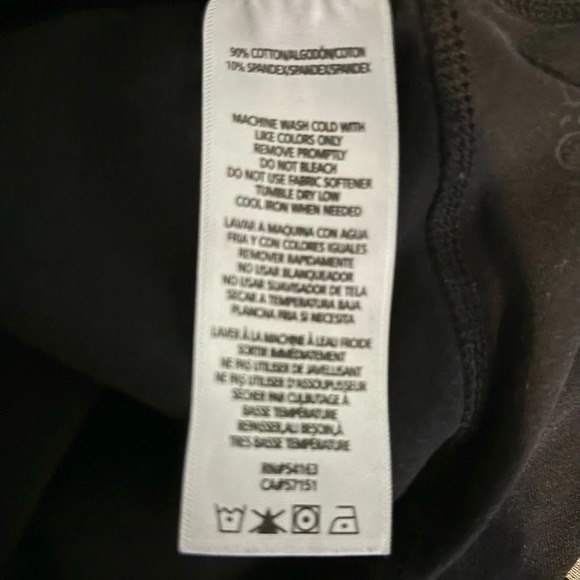 90% COTTON/ALGODÓN/COTON
10% SPANDEX/SPANDEX/SPANDEX
MACHINE WASH COLD WITH
LIKE COLORS ONLY
REMOVE PROMPTLY
DO NOT BLEACH
DO NOT USE FABRIC SOFTENER
TUMBLE DRY LOW
COOL IRON WHEN NEEDED
LAVAR A MAQUINA CON AGUA
FRIA Y CON COLORES IGUALES
REMOVER RAPIDAMENTE
NO USAR BLANQUEADOR
NO USAR SUAVISADOR DE TELA
SECAR A TEMPERATURA BAJA
PLANCHA FRIA SI NECESITA
LAVER À LA MACHINE À LEAU FROIDE
SORTIR IMMÉDIATEMENT
NE PAS UTILISER DE JAVELLISANT
NE PAS UTILISER D'ASSOUPLISSEUR
SÉCHER PAR CULBUTAGE À
BASSE TEMPÉRATURE
REPASSER,AU BESOIN,À
TRES BASSE TEMPÉRATURE
RN#54163
CA#57151